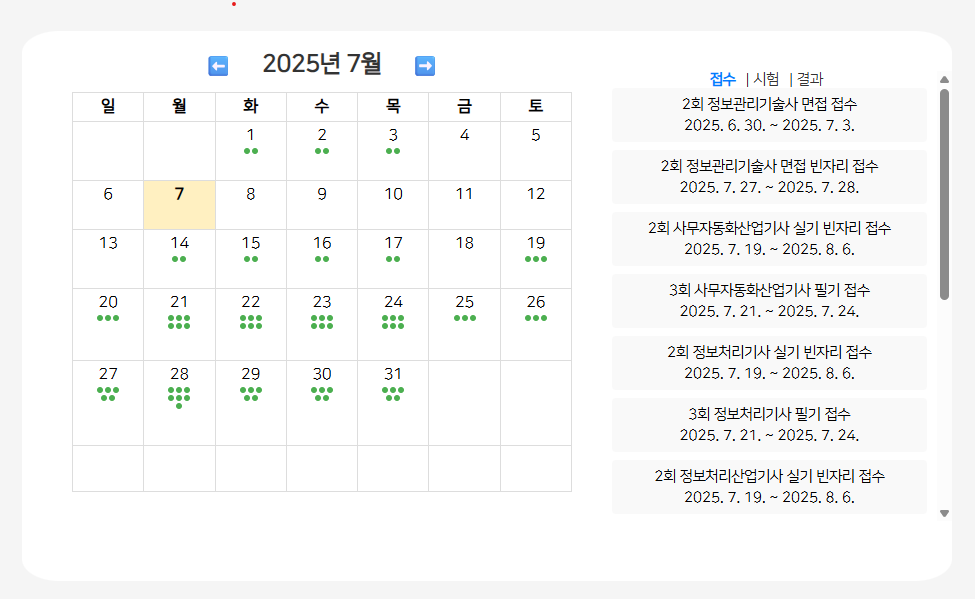 2025년 7월
일 월 화 수 목 금 토
1 2 3 4 5
6 7 8 9 10 11 12
13 14 15 16 17 18 19
20 21 22 23 24 25 26
27 28 29 30 31
접수 | 시험 | 결과
2회 정보관리기술사 면접 접수
2025. 6. 30. ~ 2025. 7. 3.
2회 정보관리기술사 면접 빈자리 접수
2025. 7. 27. ~ 2025. 7. 28.
2회 사무자동화산업기사 실기 빈자리 접수
2025. 7. 19. ~ 2025. 8. 6.
3회 사무자동화산업기사 필기 접수
2025. 7. 21. ~ 2025. 7. 24.
2회 정보처리기사 실기 빈자리 접수
2025. 7. 19. ~ 2025. 8. 6.
3회 정보처리기사 필기 접수
2025. 7. 21. ~ 2025. 7. 24.
2회 정보처리산업기사 실기 빈자리 접수
2025. 7. 19. ~ 2025. 8. 6.